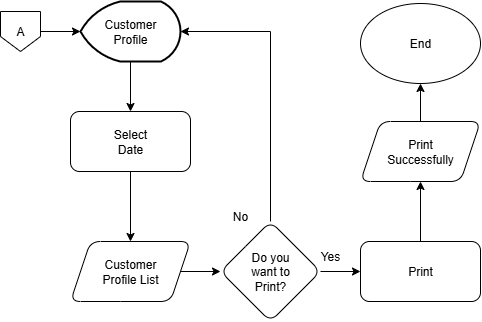 A
Customer
Profile
End
Select
Date
Print
Successfully
No
Customer
Profile List
Do you
want to
Print?
Yes
Print